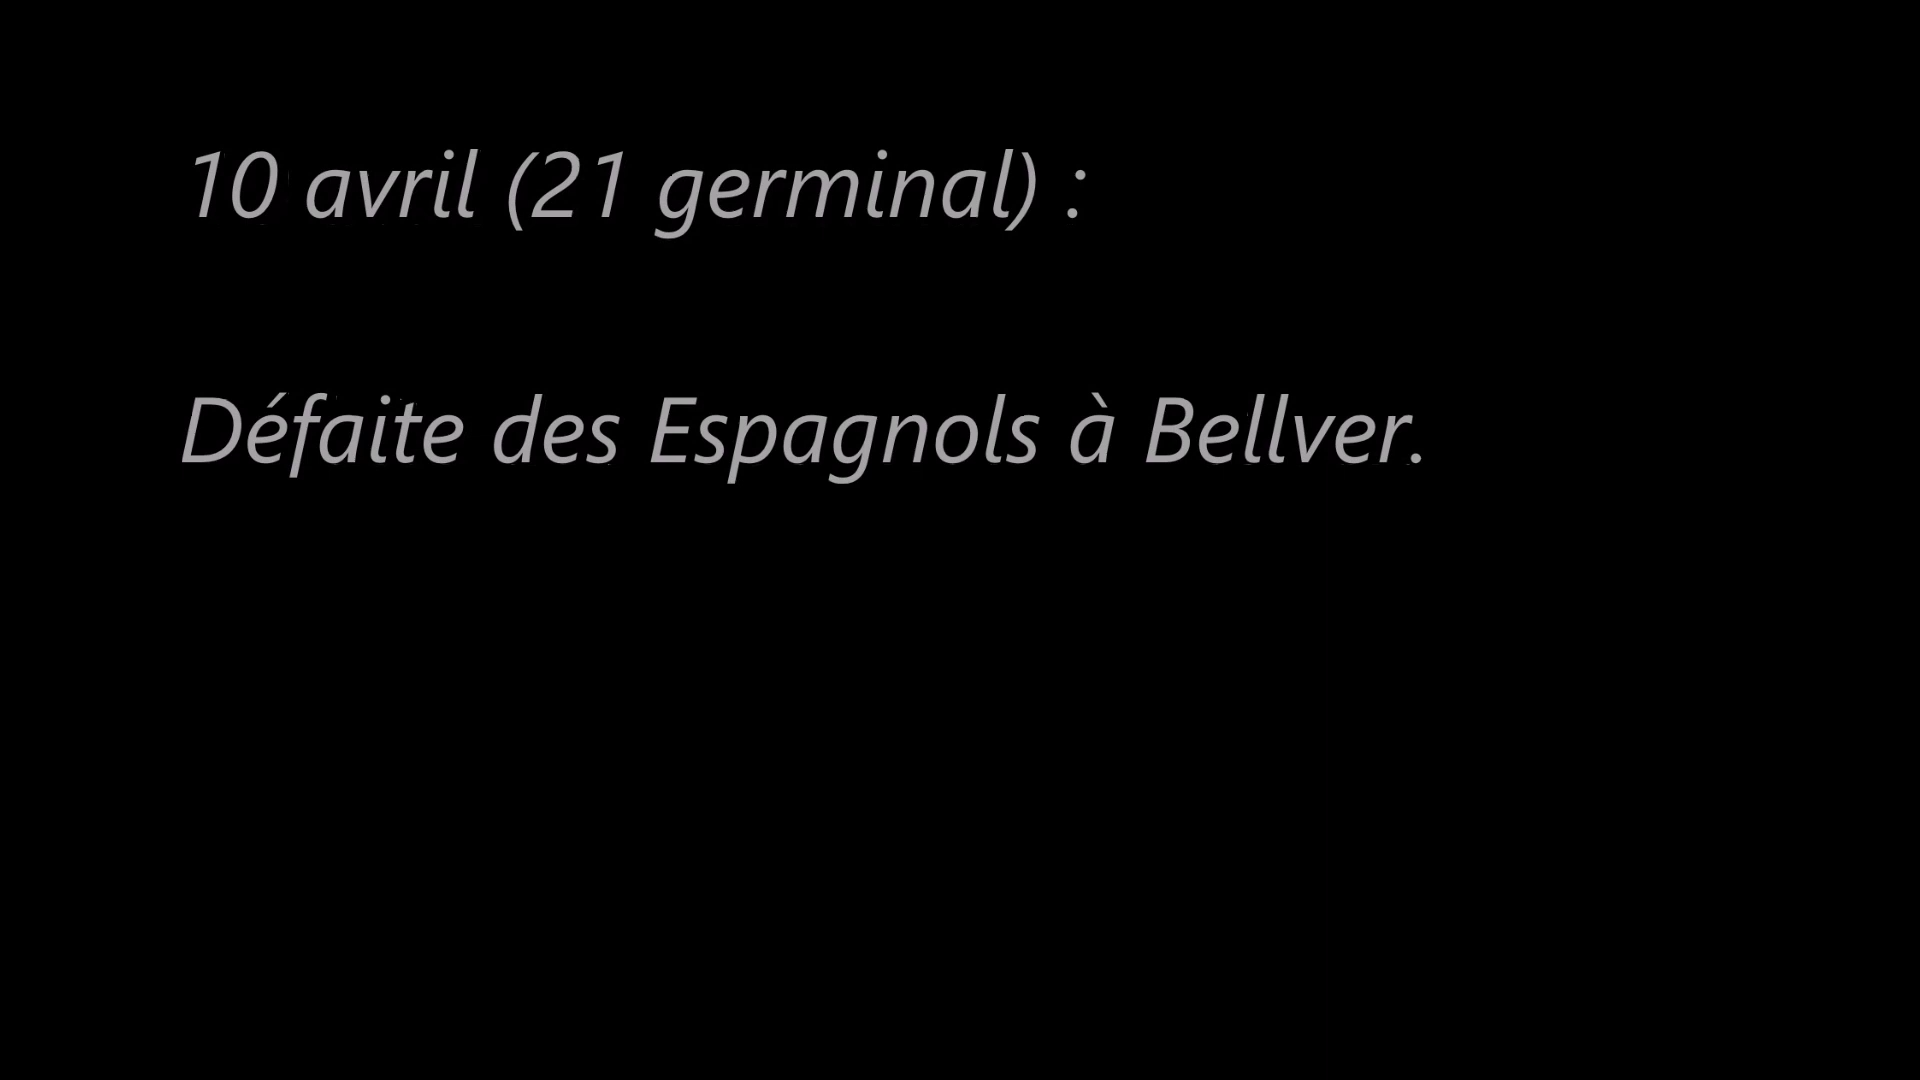 10 avril (21 germinal) :
Défaite des Espagnols à Bellver.